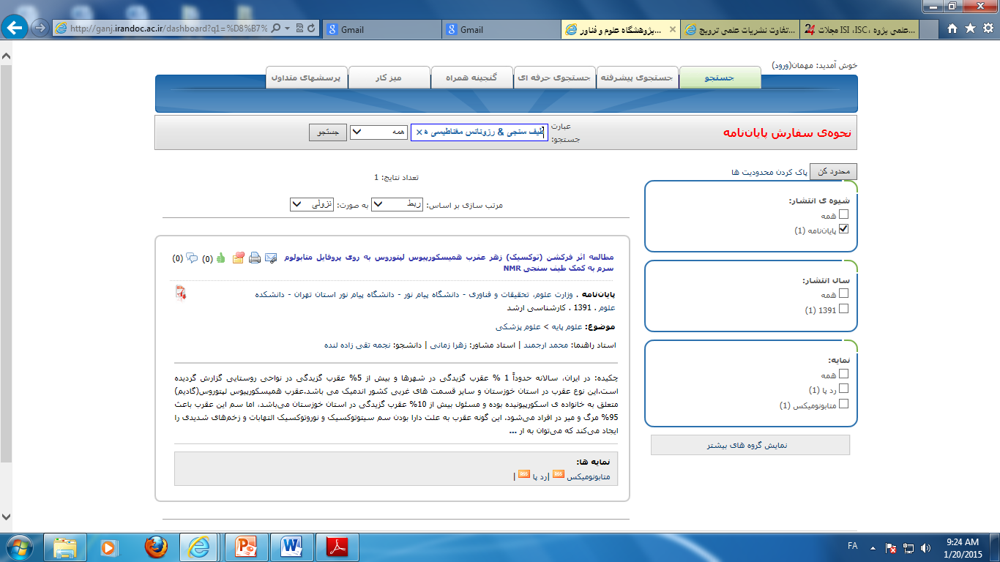 http://ganj.irandoc.ac.ir/dashboard?q1=%D8%B7%
Gmail
Gmail
پژوهشگاه علوم و فناور...
تفاوت نشریات علمی ترویج...
مجلات ISI ،ISC، علمی پژوه...
خوش آمدید: مهمان(ورود)
جستجو
جستجوی پیشرفته
جستجوی حرفه ای
گنجینه همراه
میز کار
پرسشهای متداول
نحوه‌ی سفارش پایان‌نامه
عبارت جستجو:
طیف سنجی & رزونانس مغناطیسی ه
همه
جستجو
محدود کن
پاک کردن محدودیت ها
تعداد نتایج: 1
مرتب سازی بر اساس: ربط به صورت: نزولی
شیوه ی انتشار:
همه
پایان‌نامه (1)
سال انتشار:
همه
1391 (1)
نمایه:
همه
رد پا (1)
متابونومیکس (1)
نمایش گروه های بیشتر
مطالعه اثر فرکشن (توکسیک) زهر عقرب همیسکورپیوس لپتوروس به روی پروفایل متابولوم
سرم به کمک طیف سنجی NMR
(0)
(0)
پایان‌نامه . وزارت علوم، تحقیقات و فناوری - دانشگاه پیام نور - دانشگاه پیام نور استان تهران - دانشکده
علوم . 1391 . کارشناسی ارشد
موضوع: علوم پایه > علوم پزشکی
استاد راهنما: محمد ارجمند | استاد مشاور: زهرا زمانی | دانشجو: نجمه تقی زاده لنده
چکیده: در ایران، سالانه حدوداً 1 % عقرب گزیدگی در شهرها و بیش از 5% عقرب گزیدگی در نواحی روستایی گزارش گردیده
است.این نوع عقرب در استان خوزستان و سایر قسمت های غربی کشور اندمیک می باشد.عقرب همیسکورپیوس لپتوروس(گادیم)
متعلق به خانواده ی اسکورپیونیده بوده و مسئول بیش از 10% عقرب گزیدگی در استان خوزستان می‌باشد، اما سم این عقرب باعث
95% مرگ و میر در افراد می‌شود. این گونه عقرب به علت دارا بودن سم سیتوتوکسیک و نوروتوکسیک التهابات و زخم‌های شدیدی را
ایجاد می‌کند که می‌توان به ار ...
نمایه ها:
متابونومیکس RSS |رد پا RSS |
FA
9:24 AM
1/20/2015